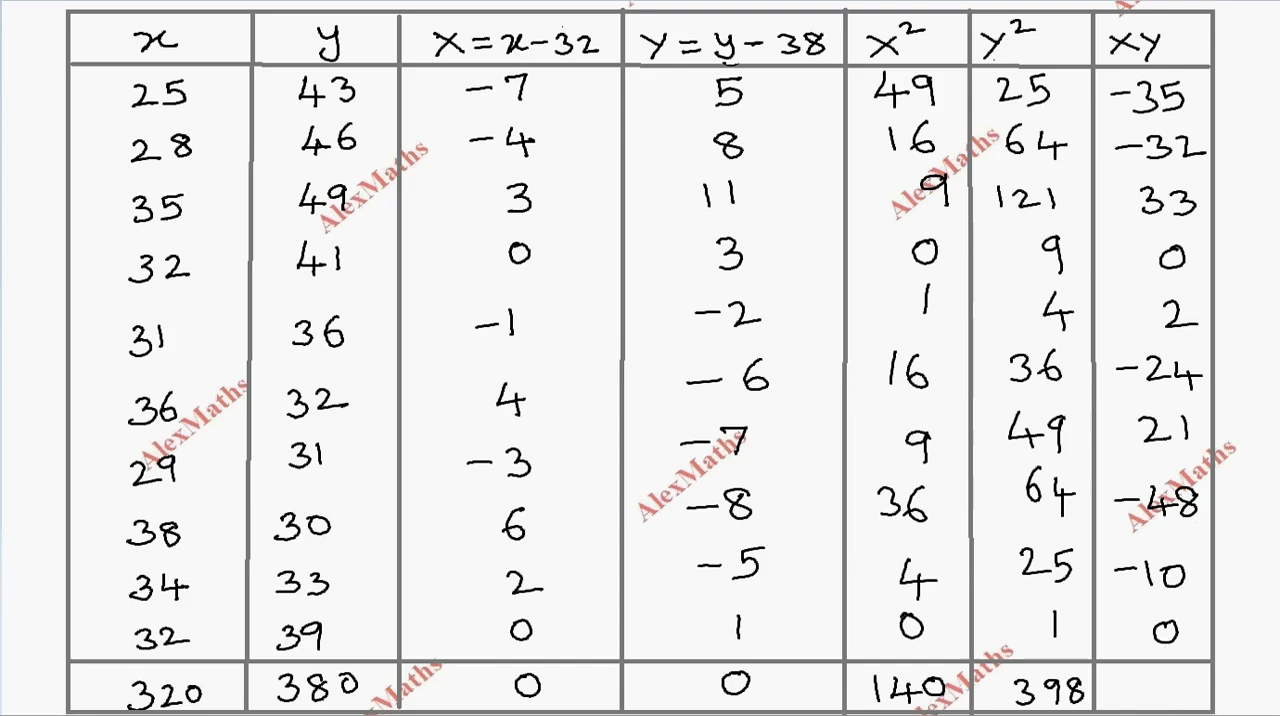 x y X = x - 32 Y = y - 38 X² Y² XY
25 43 -7 5 49 25 -35
28 46 -4 8 16 64 -32
35 49 3 11 9 121 33
32 41 0 3 0 9 0
31 36 -1 -2 1 4 2
36 32 4 -6 16 36 -24
29 31 -3 -7 9 49 21
38 30 6 -8 36 64 -48
34 33 2 -5 4 25 -10
32 39 0 1 0 1 0
320 380 0 0 140 398
AlexMaths
AlexMaths
AlexMaths
AlexMaths
AlexMaths
AlexMaths
AlexMaths